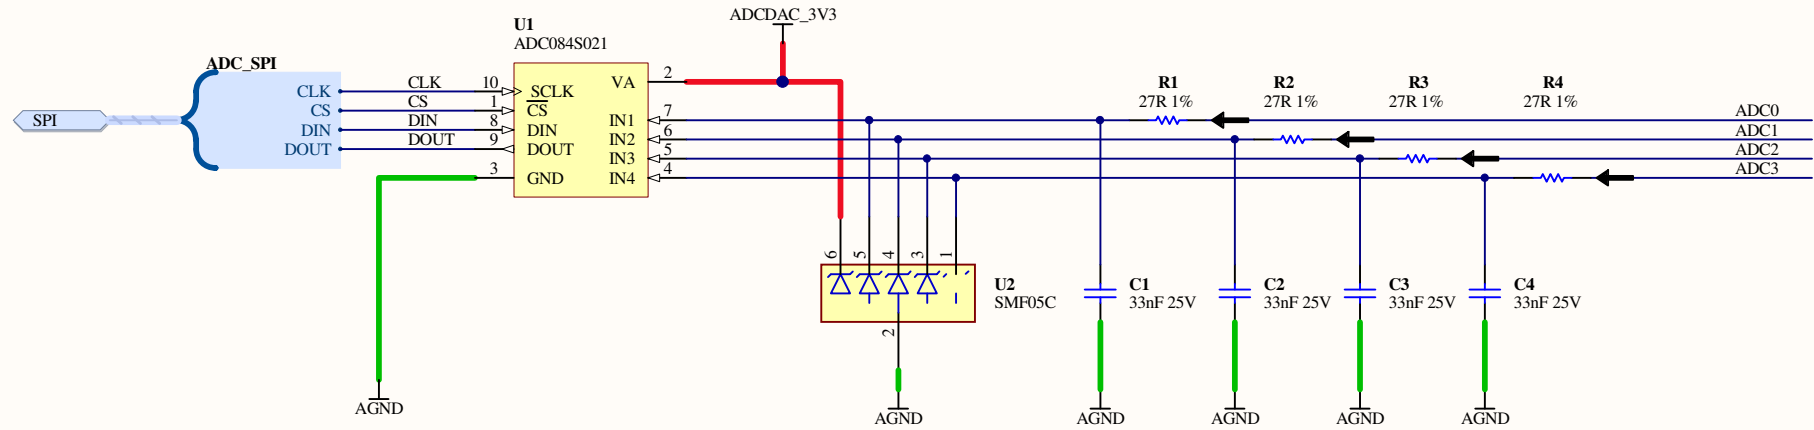 ADCDAC_3V3
U1
ADC084S021
ADC_SPI
SPI
CLK
CS
DIN
DOUT
CLK
CS
DIN
DOUT
10
1
8
9
3
SCLK
CS
DIN
DOUT
GND
VA
IN1
IN2
IN3
IN4
2
7
6
5
4
R1
27R 1%
R2
27R 1%
R3
27R 1%
R4
27R 1%
ADC0
ADC1
ADC2
ADC3
6
5
4
3
1
2
U2
SMF05C
C1
33nF 25V
C2
33nF 25V
C3
33nF 25V
C4
33nF 25V
AGND
AGND
AGND
AGND
AGND
AGND